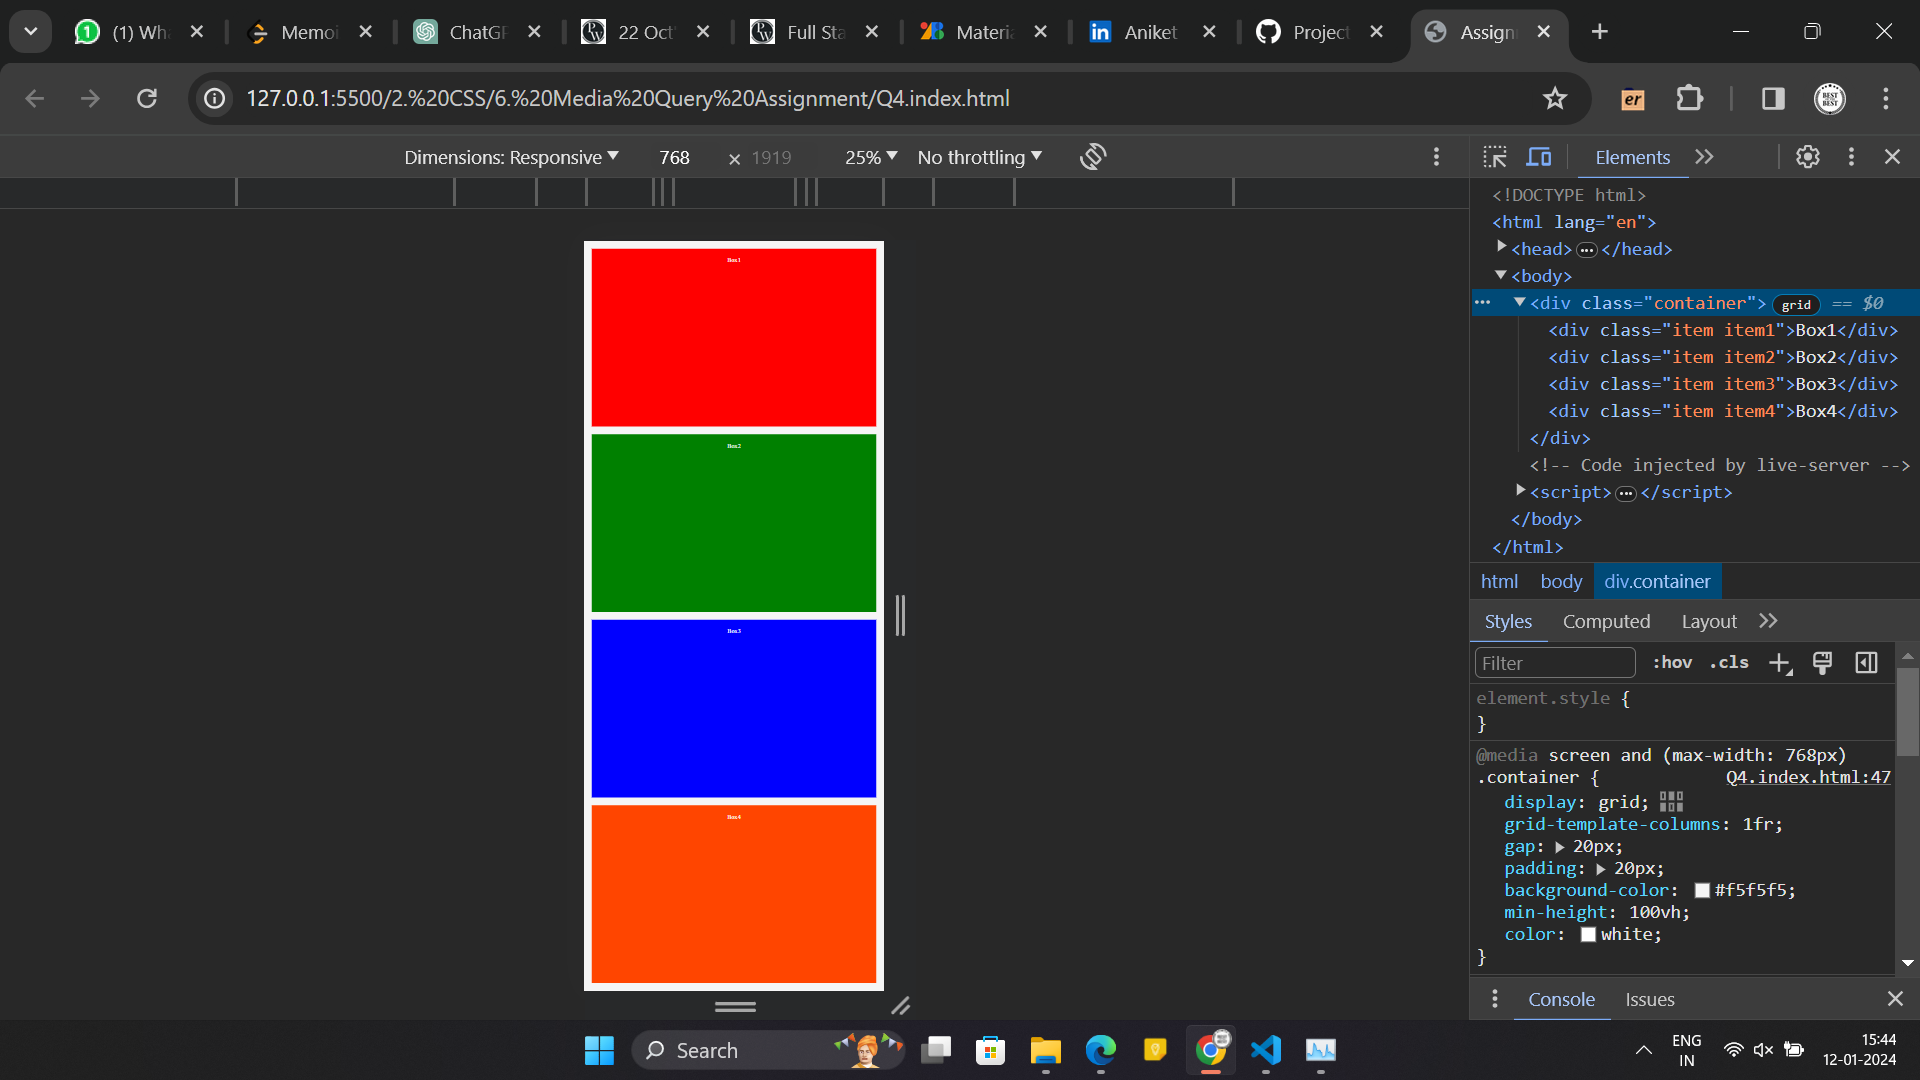 (1) Wha
Memoi
ChatGP
22 Oct'
Full Sta
Materia
Aniket
Project
Assign
127.0.0.1:5500/2.%20CSS/6.%20Media%20Query%20Assignment/Q4.index.html
er
Dimensions: Responsive
768
×
1919
25%
No throttling
Elements
<!DOCTYPE html>
<html lang="en">
<head>
</head>
<body>
<div class="container"> grid == $0
<div class="item item1">Box1</div>
<div class="item item2">Box2</div>
<div class="item item3">Box3</div>
<div class="item item4">Box4</div>
</div>
<!-- Code injected by live-server -->
<script>
</script>
</body>
</html>
html body div.container
Styles Computed Layout
Filter
:hov .cls
element.style {
}
@media screen and (max-width: 768px)
.container { Q4.index.html:47
display: grid;
grid-template-columns: 1fr;
gap: 20px;
padding: 20px;
background-color: #f5f5f5;
min-height: 100vh;
color: white;
}
Console Issues
Box1
Box2
Box3
Box4
Search
ENG
IN
15:44
12-01-2024